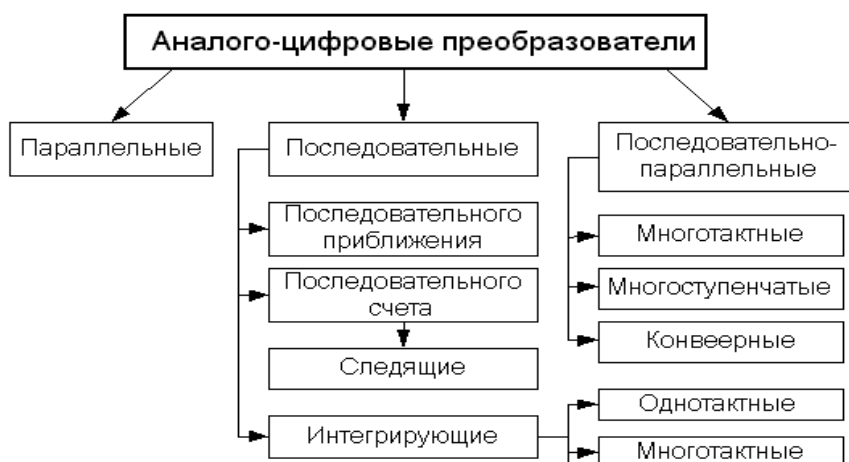 Аналого-цифровые преобразователи
Параллельные
Последовательные
Последовательно-
параллельные
Последовательного
приближения
Последовательного
счета
Следящие
Интегрирующие
Многотактные
Многоступенчатые
Конвеерные
Однотактные
Многотактные